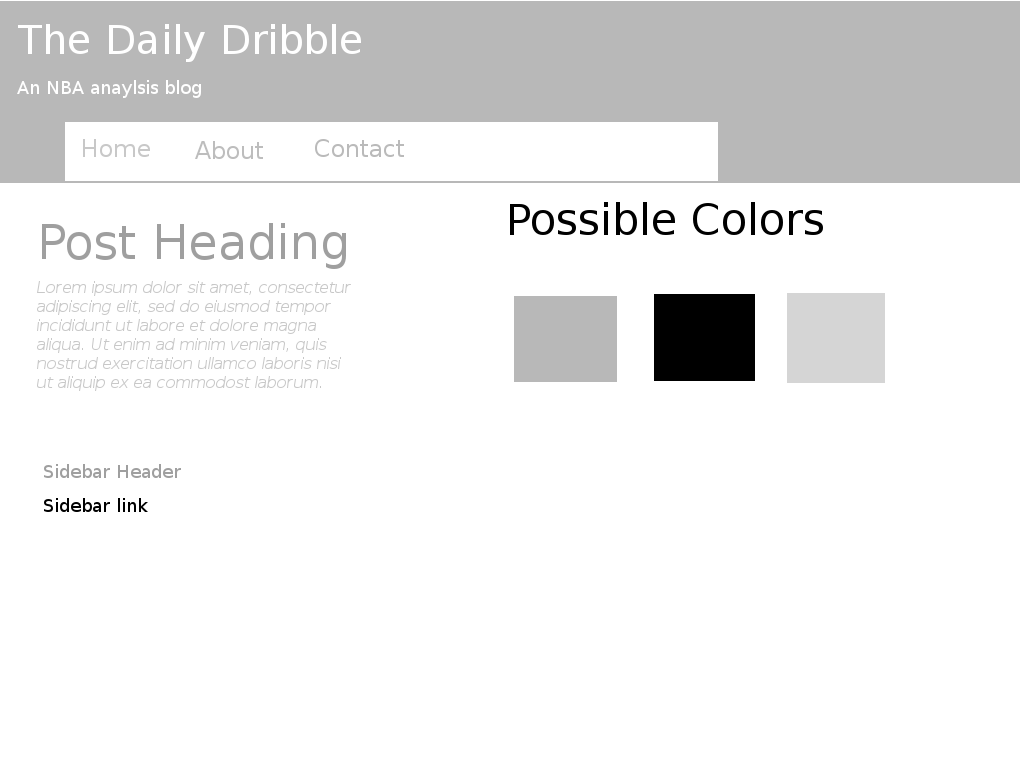 The Daily Dribble
An NBA anaylsis blog
Home About Contact
Post Heading
Lorem ipsum dolor sit amet, consectetur
adipiscing elit, sed do eiusmod tempor
incididunt ut labore et dolore magna
aliqua. Ut enim ad minim veniam, quis
nostrud exercitation ullamco laboris nisi
ut aliquip ex ea commodost laborum.
Sidebar Header
Sidebar link
Possible Colors